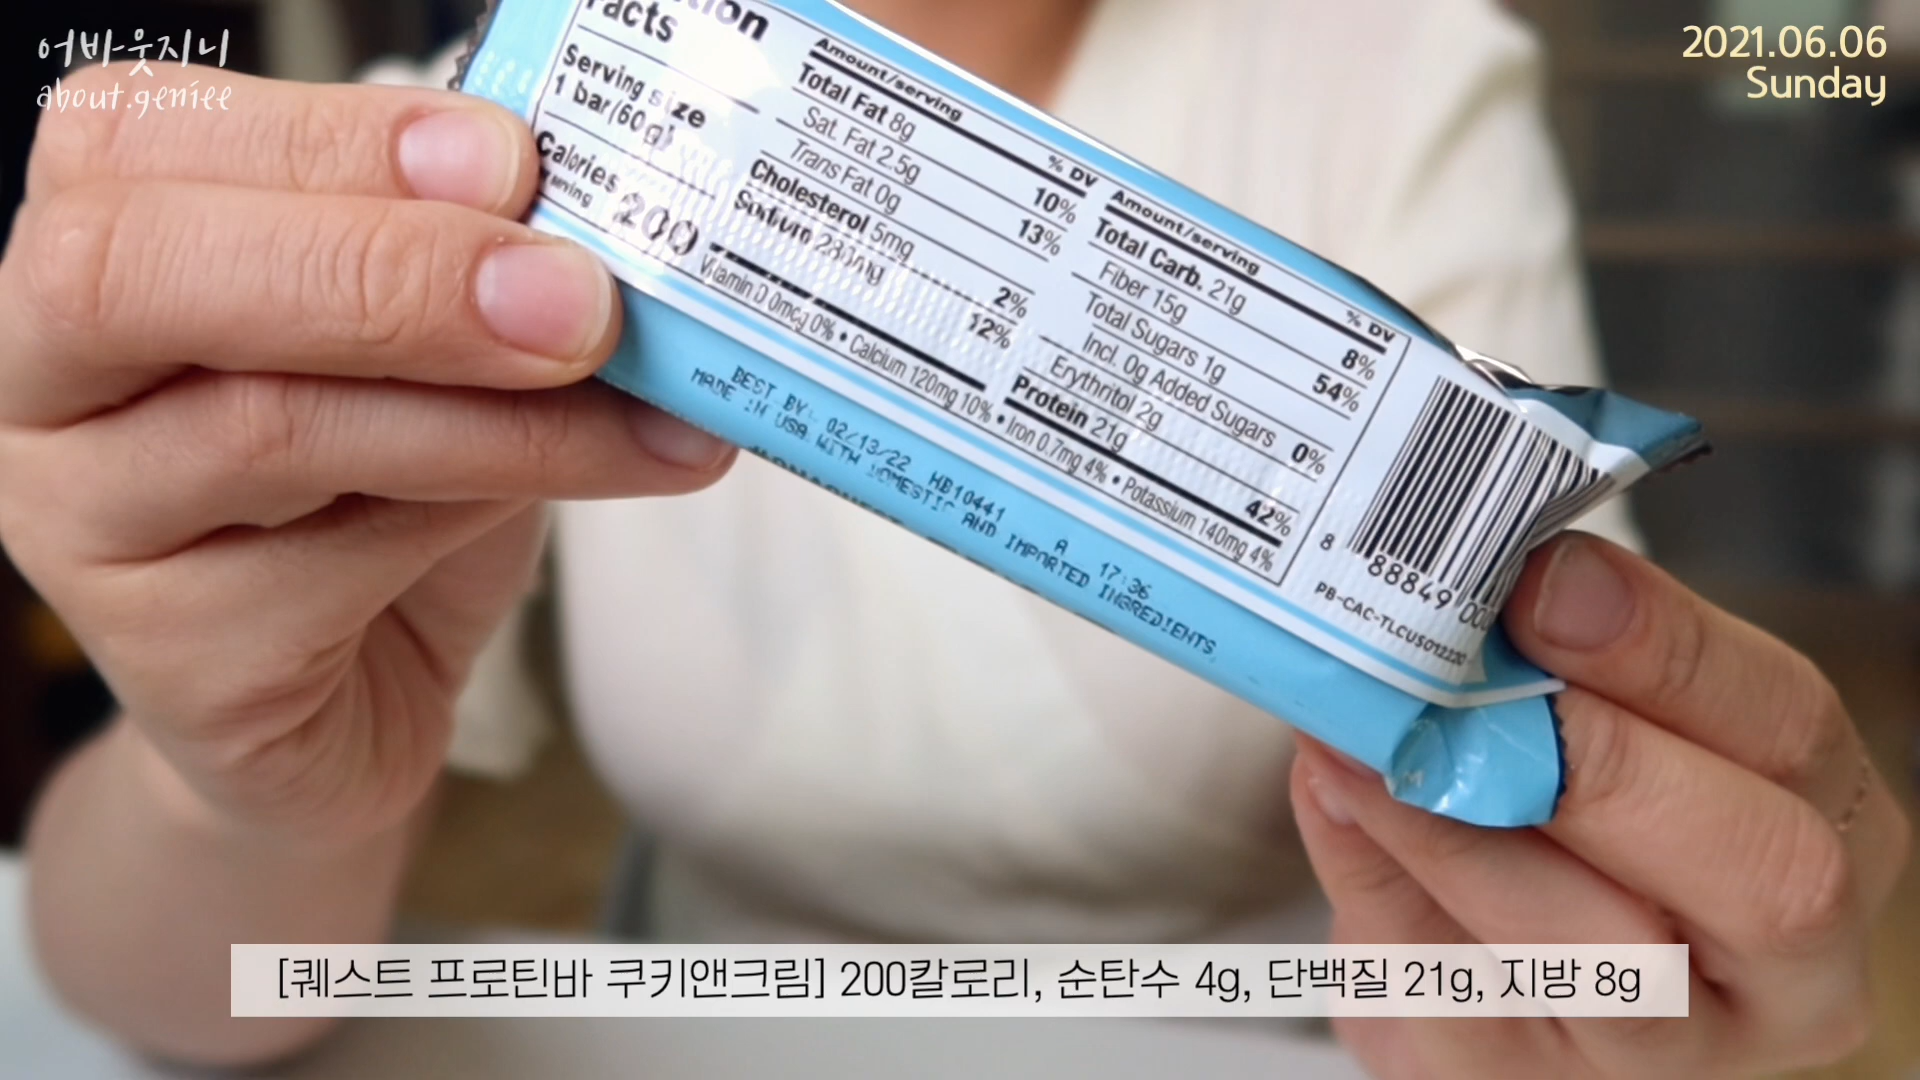 어바웃지니
about.geniee
2021.06.06
Sunday
Facts
Serving size
1 bar (60g)
Calories 200
Amount/serving % DV
Total Fat 8g 10%
Sat. Fat 2.5g 13%
Trans Fat 0g
Cholesterol 5mg 2%
Sodium 280mg 12%
Amount/serving % DV
Total Carb. 21g 8%
Fiber 15g 54%
Total Sugars 1g
Incl. 0g Added Sugars 0%
Erythritol 2g
Protein 21g 42%
Vitamin D 0mcg 0% • Calcium 120mg 10% • Iron 0.7mg 4% • Potassium 140mg 4%
BEST BY: 02/13/22 HB10441 A 17:36
MADE IN USA WITH DOMESTIC AND IMPORTED INGREDIENTS
8 88849
[퀘스트 프로틴바 쿠키앤크림] 200칼로리, 순탄수 4g, 단백질 21g, 지방 8g